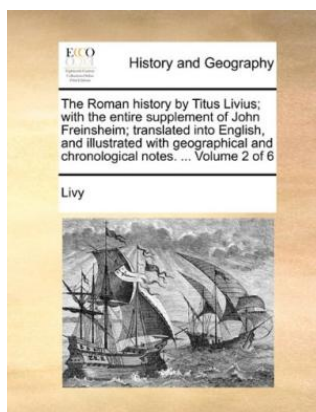 ECCO
History and Geography
The Roman history by Titus Livius;
with the entire supplement of John
Freinsheim; translated into English,
and illustrated with geographical and
chronological notes. ... Volume 2 of 6
Livy